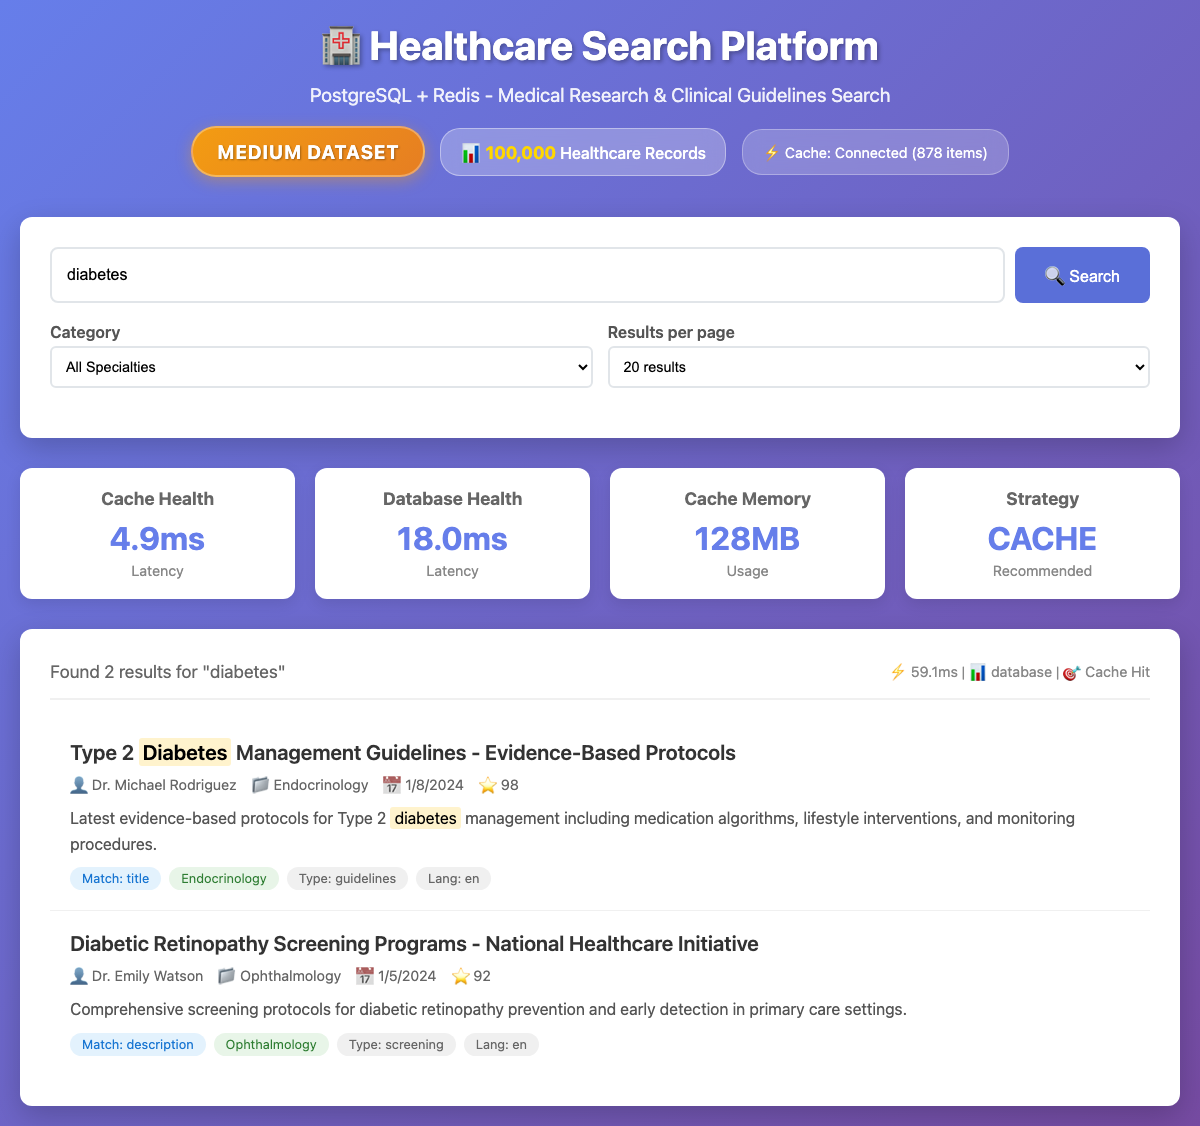 🏥 Healthcare Search Platform
PostgreSQL + Redis - Medical Research & Clinical Guidelines Search
MEDIUM DATASET
📊 100,000 Healthcare Records
⚡ Cache: Connected (878 items)
diabetes
🔍 Search
Category
Results per page
All Specialties
20 results
Cache Health
4.9ms
Latency
Database Health
18.0ms
Latency
Cache Memory
128MB
Usage
Strategy
CACHE
Recommended
Found 2 results for "diabetes"
⚡ 59.1ms | 📊 database | 🎯 Cache Hit
Type 2 Diabetes Management Guidelines - Evidence-Based Protocols
👤 Dr. Michael Rodriguez 📁 Endocrinology 📅 1/8/2024 ⭐ 98
Latest evidence-based protocols for Type 2 diabetes management including medication algorithms, lifestyle interventions, and monitoring
procedures.
Match: title Endocrinology Type: guidelines Lang: en
Diabetic Retinopathy Screening Programs - National Healthcare Initiative
👤 Dr. Emily Watson 📁 Ophthalmology 📅 1/5/2024 ⭐ 92
Comprehensive screening protocols for diabetic retinopathy prevention and early detection in primary care settings.
Match: description Ophthalmology Type: screening Lang: en